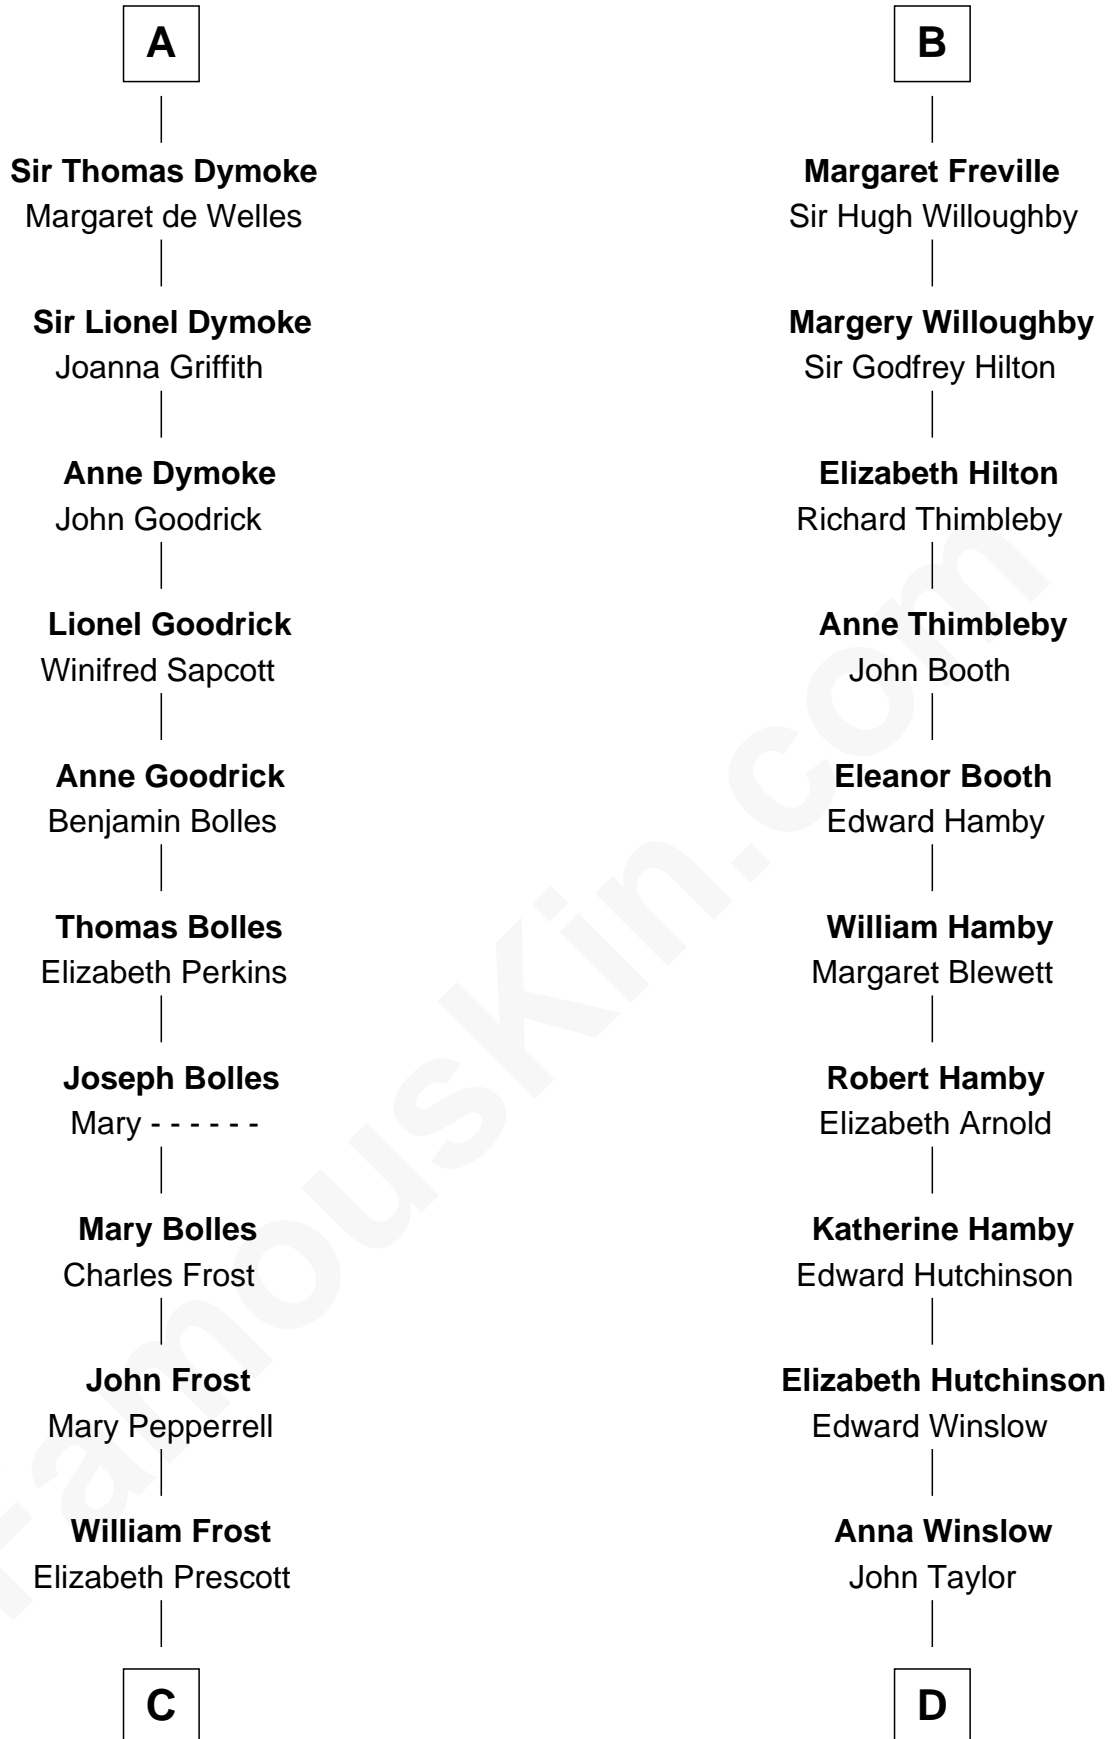 A
Sir Thomas Dymoke
Margaret de Welles
Sir Lionel Dymoke
Joanna Griffith
Anne Dymoke
John Goodrick
Lionel Goodrick
Winifred Sapcott
Anne Goodrick
Benjamin Bolles
Thomas Bolles
Elizabeth Perkins
Joseph Bolles
Mary - - - - - -
Mary Bolles
Charles Frost
John Frost
Mary Pepperrell
William Frost
Elizabeth Prescott
C
B
Margaret Freville
Sir Hugh Willoughby
Margery Willoughby
Sir Godfrey Hilton
Elizabeth Hilton
Richard Thimbleby
Anne Thimbleby
John Booth
Eleanor Booth
Edward Hamby
William Hamby
Margaret Blewett
Robert Hamby
Elizabeth Arnold
Katherine Hamby
Edward Hutchinson
Elizabeth Hutchinson
Edward Winslow
Anna Winslow
John Taylor
D
FamousKin.com